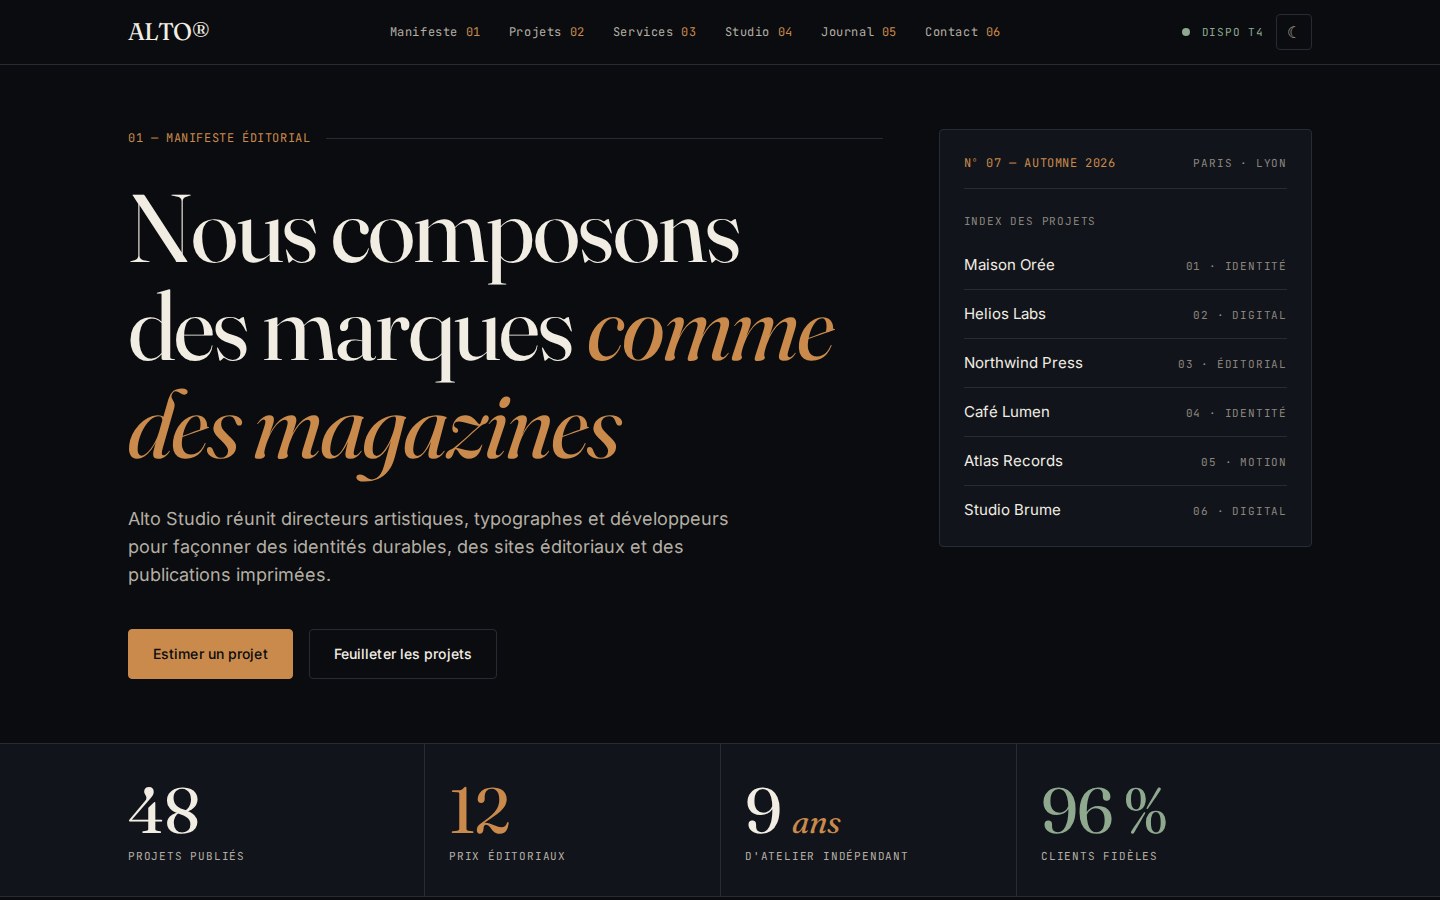 ALTO®
Manifeste 01 Projets 02 Services 03 Studio 04 Journal 05 Contact 06
DISPO T4
01 — MANIFESTE ÉDITORIAL
Nous composons
des marques comme
des magazines
Alto Studio réunit directeurs artistiques, typographes et développeurs
pour façonner des identités durables, des sites éditoriaux et des
publications imprimées.
Estimer un projet
Feuilleter les projets
N° 07 — AUTOMNE 2026 PARIS · LYON
INDEX DES PROJETS
Maison Orée 01 · IDENTITÉ
Helios Labs 02 · DIGITAL
Northwind Press 03 · ÉDITORIAL
Café Lumen 04 · IDENTITÉ
Atlas Records 05 · MOTION
Studio Brume 06 · DIGITAL
48
PROJETS PUBLIÉS
12
PRIX ÉDITORIAUX
9 ans
D'ATELIER INDÉPENDANT
96 %
CLIENTS FIDÈLES